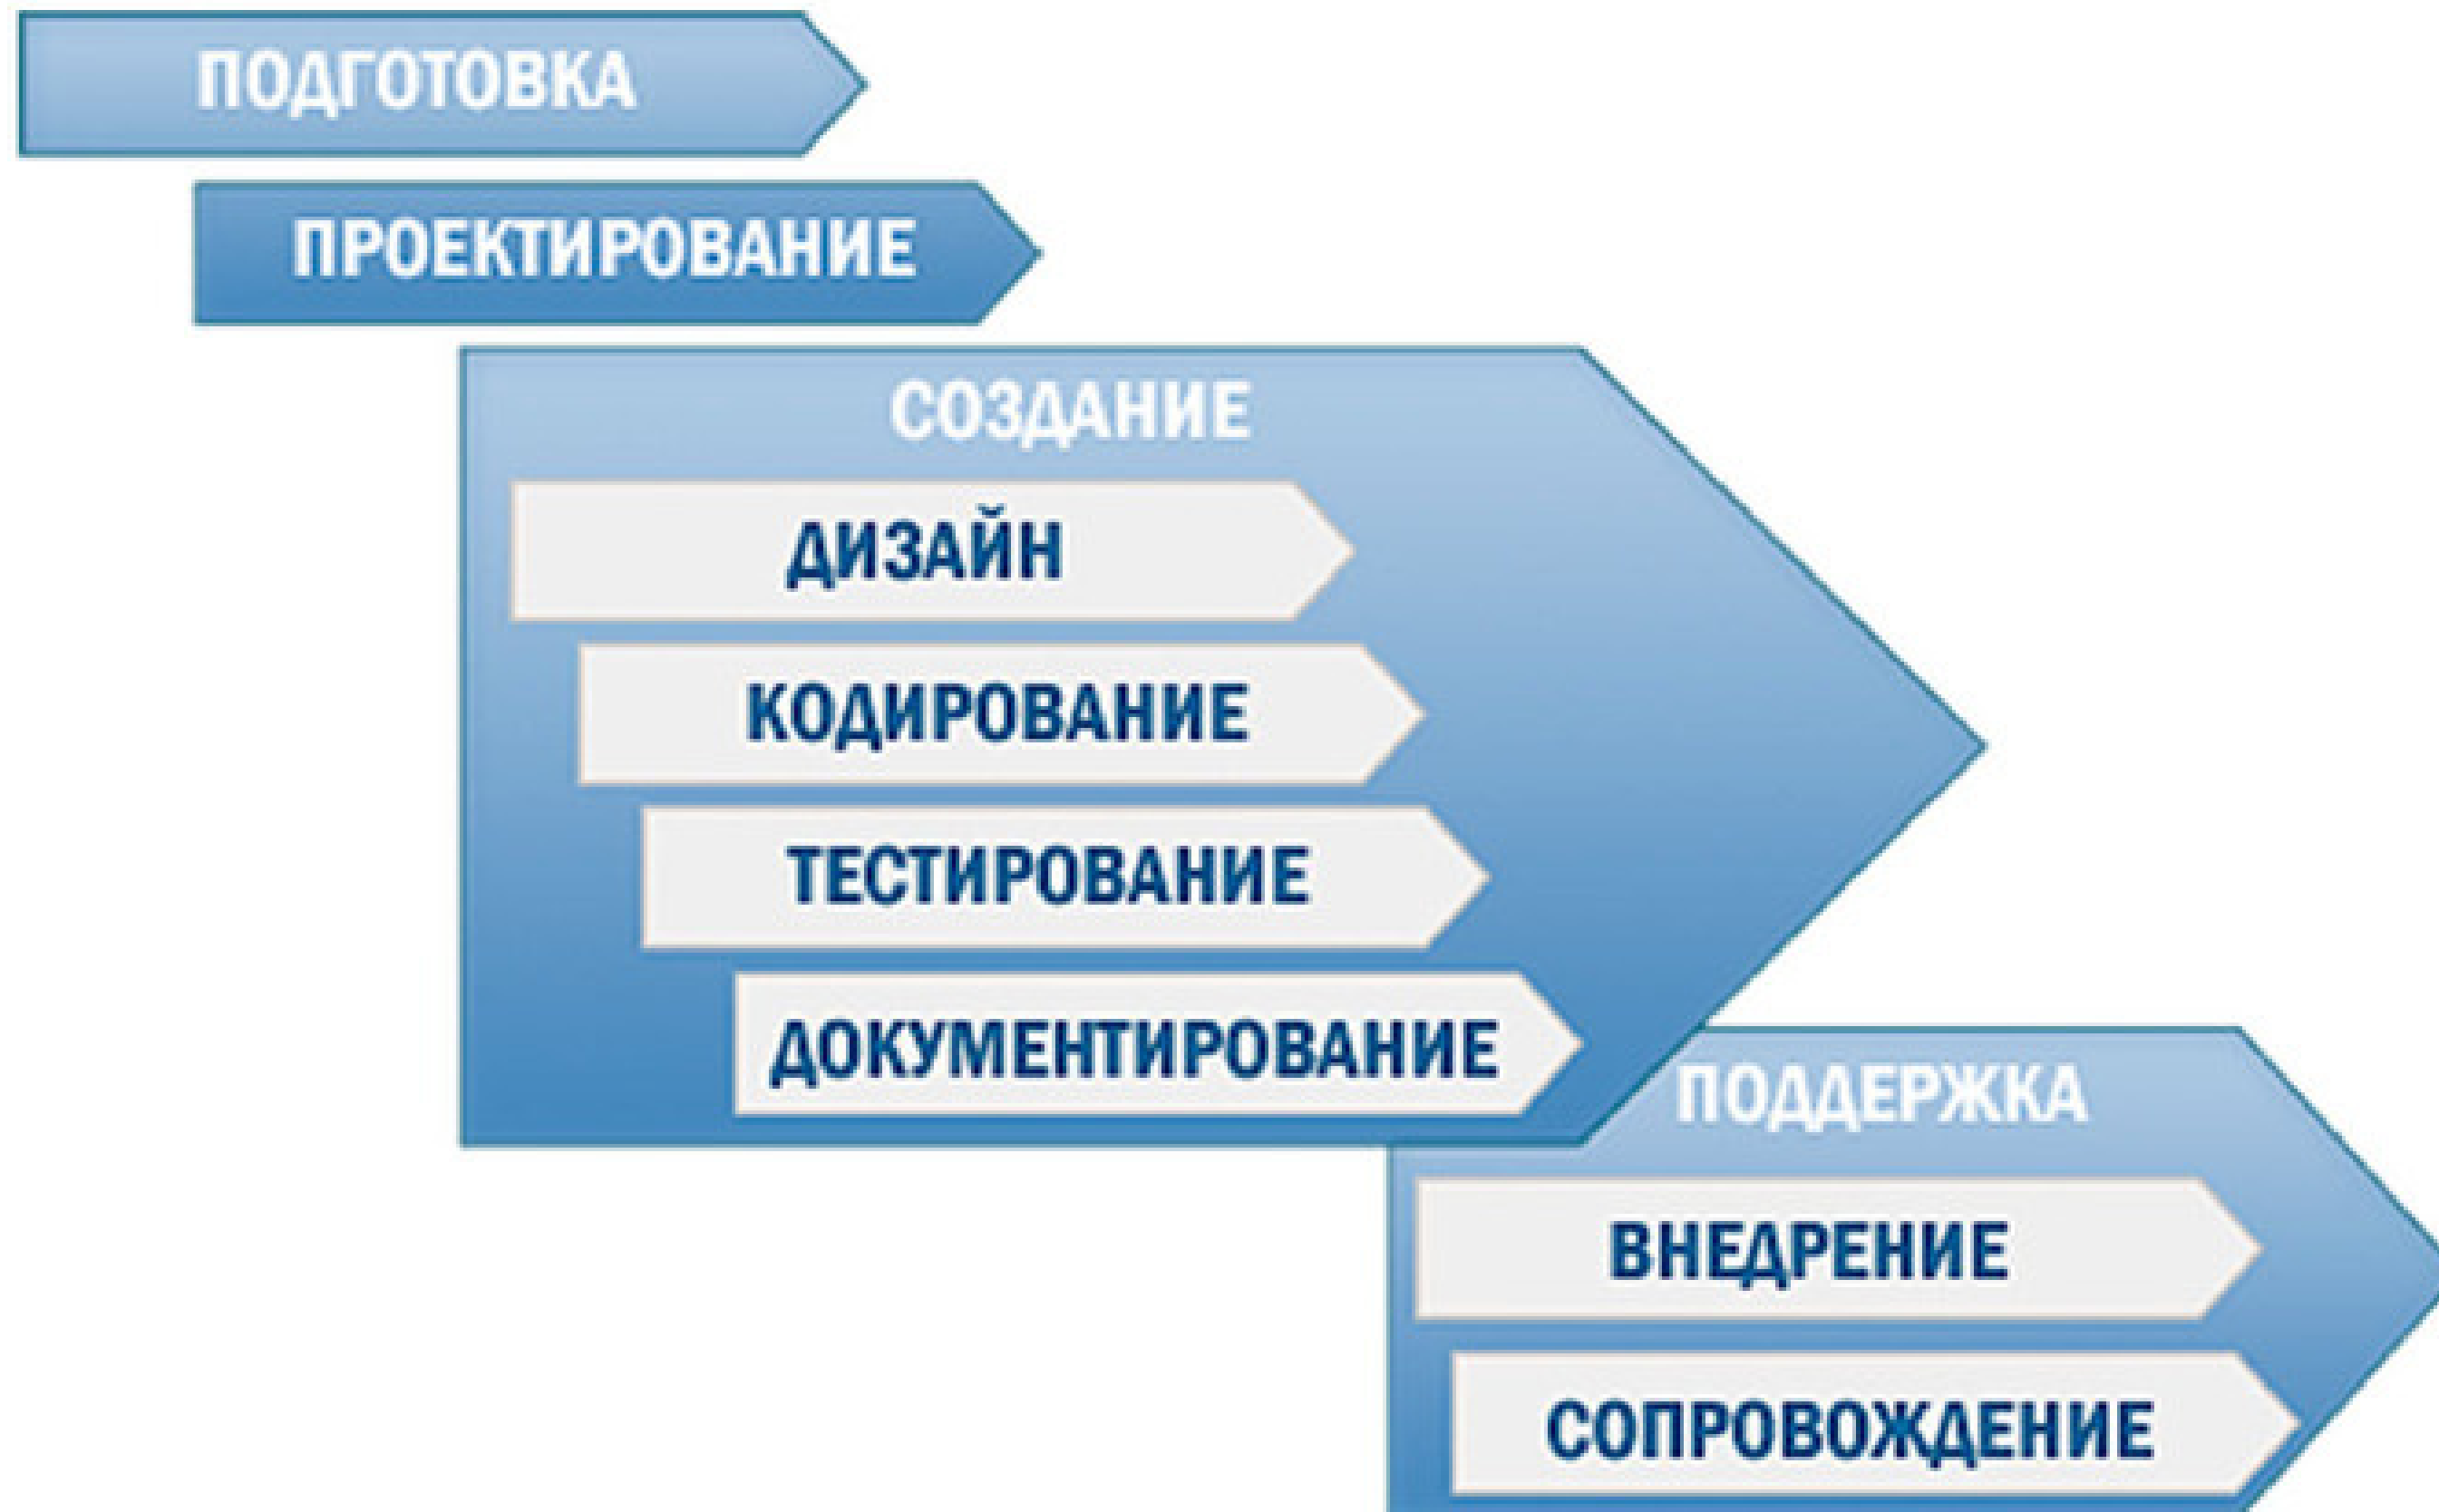 ПОДГОТОВКА
ПРОЕКТИРОВАНИЕ
СОЗДАНИЕ
ДИЗАЙН
КОДИРОВАНИЕ
ТЕСТИРОВАНИЕ
ДОКУМЕНТИРОВАНИЕ
ПОДДЕРЖКА
ВНЕДРЕНИЕ
СОПРОВОЖДЕНИЕ